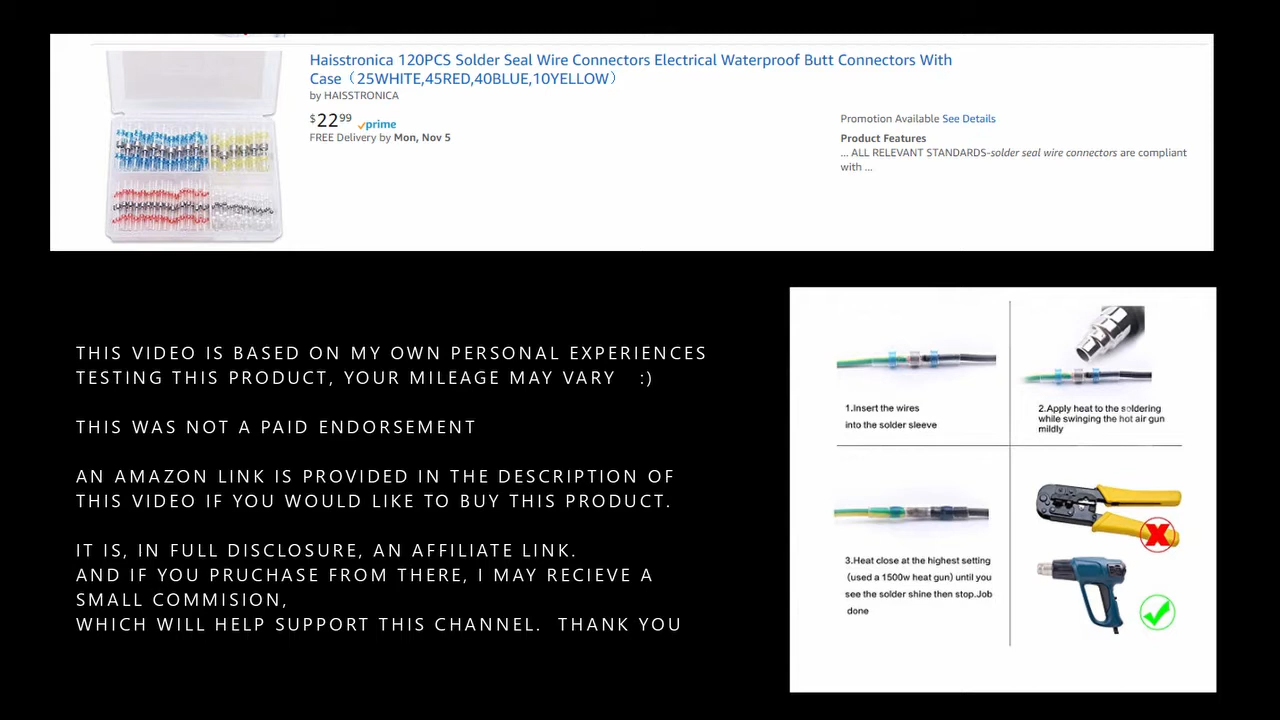 Haisstronica 120PCS Solder Seal Wire Connectors Electrical Waterproof Butt Connectors With
Case（25WHITE,45RED,40BLUE,10YELLOW）
by HAISSTRONICA
$22⁹⁹ prime
FREE Delivery by Mon, Nov 5
Promotion Available See Details
Product Features
... ALL RELEVANT STANDARDS-solder seal wire connectors are compliant
with ...
THIS VIDEO IS BASED ON MY OWN PERSONAL EXPERIENCES
TESTING THIS PRODUCT, YOUR MILEAGE MAY VARY :)
THIS WAS NOT A PAID ENDORSEMENT
AN AMAZON LINK IS PROVIDED IN THE DESCRIPTION OF
THIS VIDEO IF YOU WOULD LIKE TO BUY THIS PRODUCT.
IT IS, IN FULL DISCLOSURE, AN AFFILIATE LINK.
AND IF YOU PRUCHASE FROM THERE, I MAY RECIEVE A
SMALL COMMISION,
WHICH WILL HELP SUPPORT THIS CHANNEL. THANK YOU
1.Insert the wires
into the solder sleeve
2.Apply heat to the soldering
while swinging the hot air gun
mildly
3.Heat close at the highest setting
(used a 1500w heat gun) until you
see the solder shine then stop.Job
done